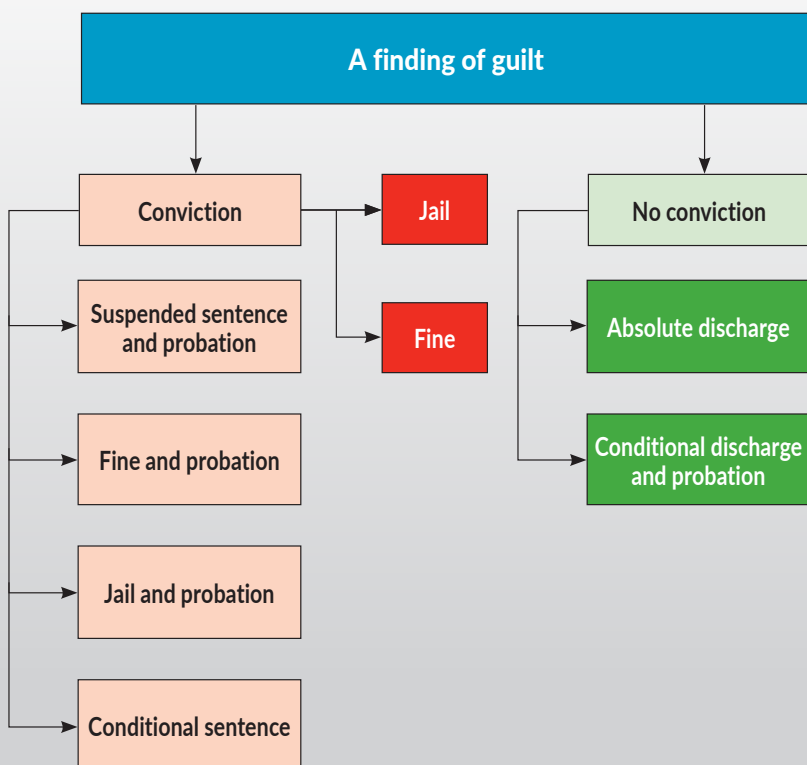 A finding of guilt
Conviction
Jail
No conviction
Suspended sentence
and probation
Fine
Absolute discharge
Fine and probation
Conditional discharge
and probation
Jail and probation
Conditional sentence